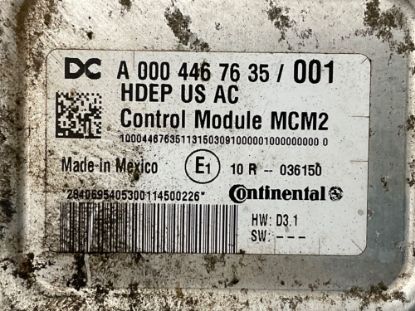 DC A 000 446 76 35 / 001
HDEP US AC
Control Module MCM2
10004467635113150309100000100000000 0
Made in Mexico E1 10 R -- 036150
2840695405300114500226"
Continental
HW: D3.1
SW: ---